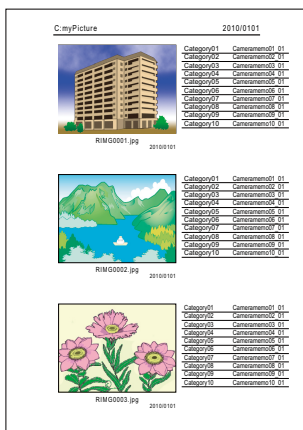 C:myPicture 2010/0101
Category01 Cameramemo01_01
Category02 Cameramemo02_01
Category03 Cameramemo03_01
Category04 Cameramemo04_01
Category05 Cameramemo05_01
Category06 Cameramemo06_01
Category07 Cameramemo07_01
Category08 Cameramemo08_01
Category09 Cameramemo09_01
Category10 Cameramemo10_01
RIMG0001.jpg
2010/0101
Category01 Cameramemo01_01
Category02 Cameramemo02_01
Category03 Cameramemo03_01
Category04 Cameramemo04_01
Category05 Cameramemo05_01
Category06 Cameramemo06_01
Category07 Cameramemo07_01
Category08 Cameramemo08_01
Category09 Cameramemo09_01
Category10 Cameramemo10_01
RIMG0002.jpg
2010/0101
Category01 Cameramemo01_01
Category02 Cameramemo02_01
Category03 Cameramemo03_01
Category04 Cameramemo04_01
Category05 Cameramemo05_01
Category06 Cameramemo06_01
Category07 Cameramemo07_01
Category08 Cameramemo08_01
Category09 Cameramemo09_01
Category10 Cameramemo10_01
RIMG0003.jpg
2010/0101